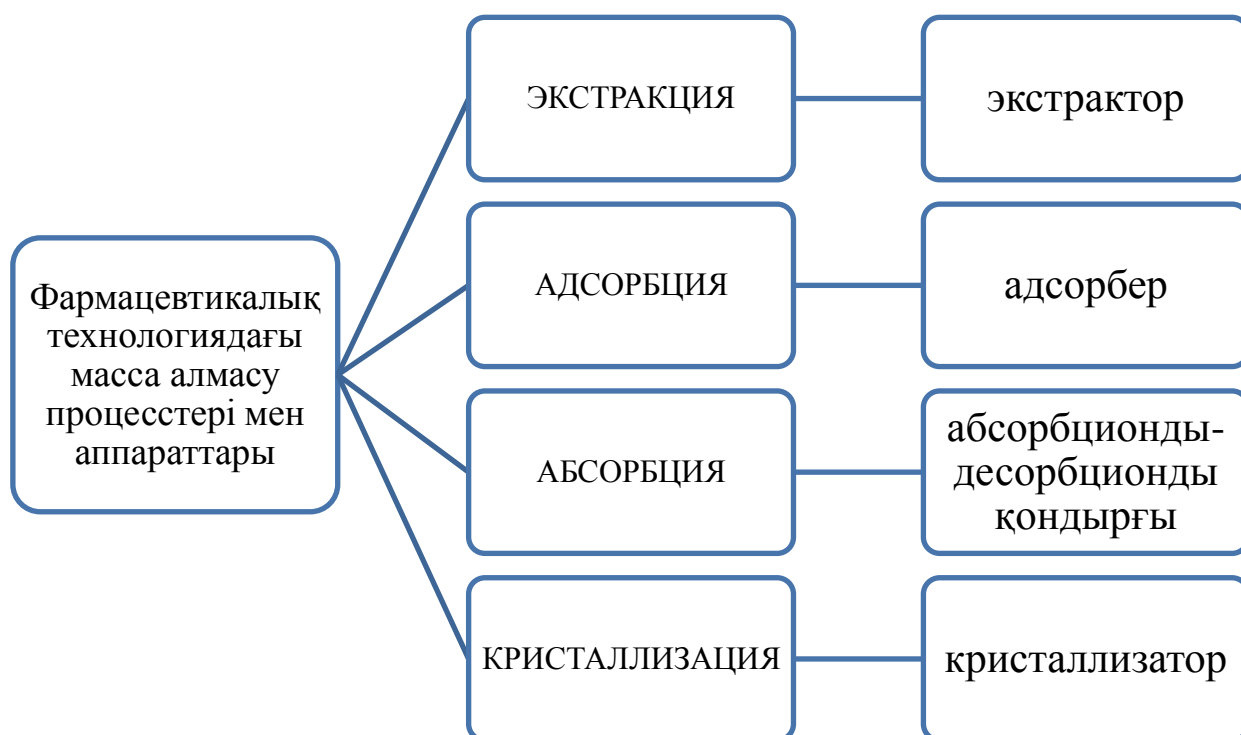 Фармацевтикалық
технологиядағы
масса алмасу
процесстері мен
аппараттары
ЭКСТРАКЦИЯ
экстрактор
АДСОРБЦИЯ
адсорбер
АБСОРБЦИЯ
абсорбционды-
десорбционды
қондырғы
КРИСТАЛЛИЗАЦИЯ
кристаллизатор